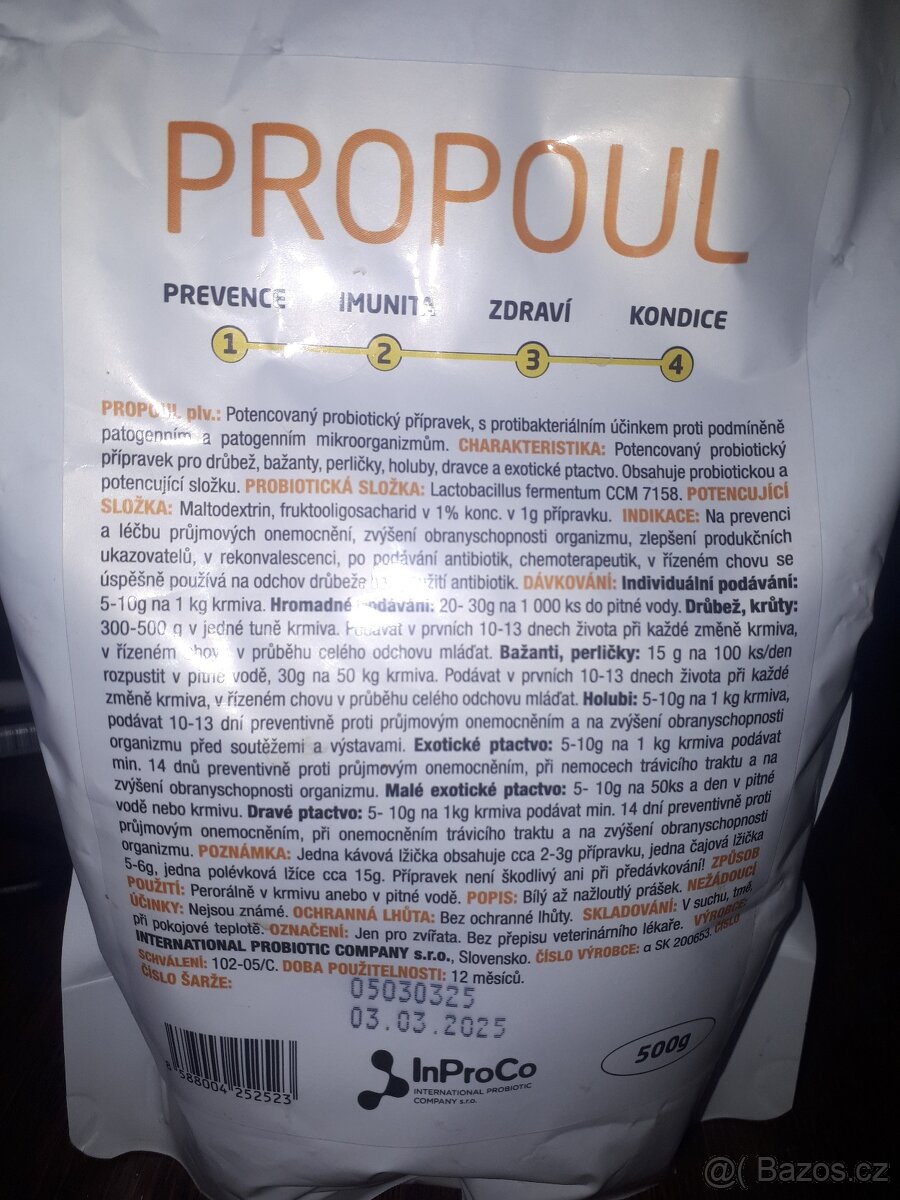 PROPOUL
PREVENCE IMUNITA ZDRAVÍ KONDICE
1 2 3 4
PROPOUL plv.: Potencovaný probiotický přípravek, s protibakteriálním účinkem proti podmíněně
patogenním a patogenním mikroorganizmům. CHARAKTERISTIKA: Potencovaný probiotický
přípravek pro drůbež, bažanty, perličky, holuby, dravce a exotické ptactvo. Obsahuje probiotickou a
potencující složku. PROBIOTICKÁ SLOŽKA: Lactobacillus fermentum CCM 7158. POTENCUJÍCÍ
SLOŽKA: Maltodextrin, fruktooligosacharid v 1% konc. v 1g přípravku. INDIKACE: Na prevenci
a léčbu průjmových onemocnění, zvýšení obranyschopnosti organizmu, zlepšení produkčních
ukazovatelů, v rekonvalescenci, po podávání antibiotik, chemoterapeutik, v řízeném chovu se
úspěšně používá na odchov drůbeže antibiotik. DÁVKOVÁNÍ: Individuální podávání:
5-10g na 1 kg krmiva. Hromadné podávání: 20- 30g na 1 000 ks do pitné vody. Drůbež, krůty:
300-500 g v jedné tuně krmiva. Podávat v prvních 10-13 dnech života při každé změně krmiva,
v řízeném chovu v průběhu celého odchovu mláďat. Bažanti, perličky: 15 g na 100 ks/den
rozpustit v pitné vodě, 30g na 50 kg krmiva. Podávat v prvních 10-13 dnech života při každé
změně krmiva, v řízeném chovu v průběhu celého odchovu mláďat. Holubi: 5-10g na 1 kg krmiva,
podávat 10-13 dní preventivně proti průjmovým onemocněním a na zvýšení obranyschopnosti
organizmu před soutěžemi a výstavami. Exotické ptactvo: 5-10g na 1 kg krmiva podávat
min. 14 dnů preventivně proti průjmovým onemocněním, při nemocech trávicího traktu a na
zvýšení obranyschopnosti organizmu. Malé exotické ptactvo: 5- 10g na 50ks a den v pitné
vodě nebo krmivu. Dravé ptactvo: 5- 10g na 1kg krmiva podávat min. 14 dní preventivně proti
průjmovým onemocněním, při onemocněním trávicího traktu a na zvýšení obranyschopnosti
organizmu. POZNÁMKA: Jedna kávová lžička obsahuje cca 2-3g přípravku, jedna čajová lžička
5-6g, jedna polévková lžíce cca 15g. Přípravek není škodlivý ani při předávkování! ZPŮSOB
POUŽITÍ: Perorálně v krmivu anebo v pitné vodě. POPIS: Bílý až nažloutlý prášek. NEŽÁDOUCÍ
ÚČINKY: Nejsou známé. OCHRANNÁ LHŮTA: Bez ochranné lhůty. SKLADOVÁNÍ: V suchu, tmě,
při pokojové teplotě. OZNAČENÍ: Jen pro zvířata. Bez přepisu veterinárního lékaře. VÝROBCE:
INTERNATIONAL PROBIOTIC COMPANY s.r.o., Slovensko. ČÍSLO VÝROBCE: α SK 200653. ČÍSLO
SCHVÁLENÍ: 102-05/C. DOBA POUŽITELNOSTI: 12 měsíců.
ČÍSLO ŠARŽE: 05030325
03.03.2025
8 588004 252523
InProCo
INTERNATIONAL PROBIOTIC
COMPANY s.r.o.
500g
@( Bazos.cz